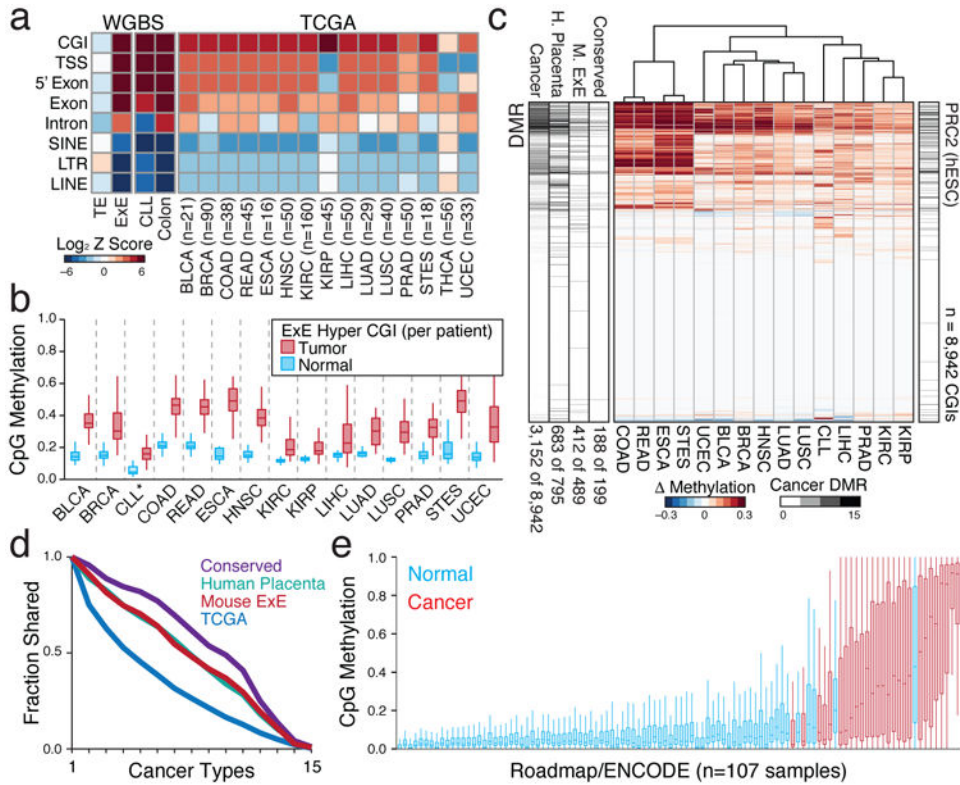 a
WGBS
TCGA
CGI
TSS
5' Exon
Exon
Intron
SINE
LTR
LINE
TE
ExE
CLL
Colon
BLCA (n=21)
BRCA (n=90)
COAD (n=38)
READ (n=45)
ESCA (n=16)
HNSC (n=50)
KIRC (n=160)
KIRP (n=45)
LIHC (n=50)
LUAD (n=29)
LUSC (n=40)
PRAD (n=50)
STES (n=18)
THCA (n=56)
UCEC (n=33)
Log₂ Z Score
−6 0 6
b
CpG Methylation
1.0
0.8
0.6
0.4
0.2
0.0
ExE Hyper CGI (per patient)
Tumor
Normal
BLCA
BRCA
CLL*
COAD
READ
ESCA
HNSC
KIRC
KIRP
LIHC
LUAD
LUSC
PRAD
STES
UCEC
c
Cancer
H. Placenta
M. ExE
Conserved
DMR
PRC2 (hESC)
n = 8,942 CGIs
3,152 of 8,942
683 of 795
412 of 489
188 of 199
COAD
READ
ESCA
STES
UCEC
BLCA
BRCA
HNSC
LUAD
LUSC
CLL
LIHC
PRAD
KIRC
KIRP
Δ Methylation
−0.3 0 0.3
Cancer DMR
0 15
d
Fraction Shared
1.0
0.5
0.0
Conserved
Human Placenta
Mouse ExE
TCGA
1 15
Cancer Types
e
CpG Methylation
1.0
0.8
0.6
0.4
0.2
0.0
Normal
Cancer
Roadmap/ENCODE (n=107 samples)